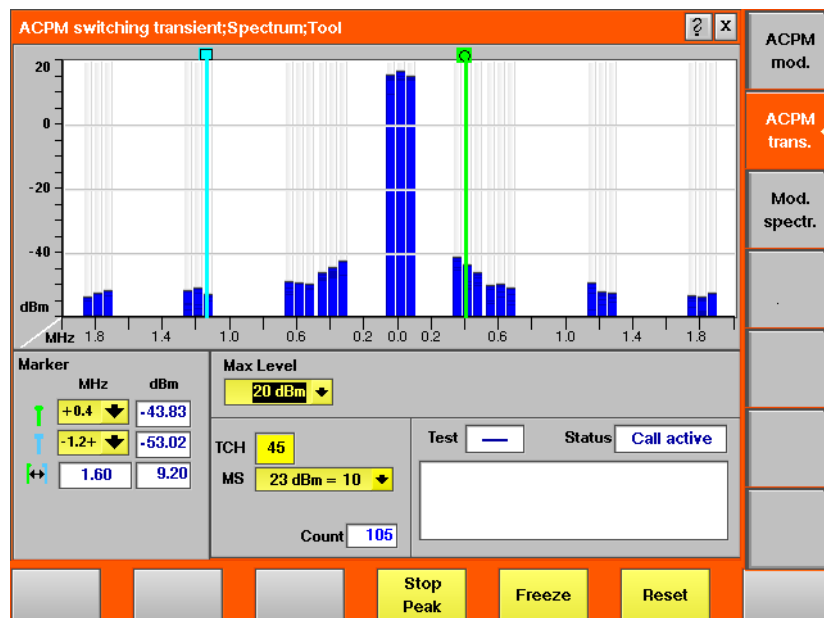 ACPM switching transient;Spectrum;Tool
? x
ACPM
mod.
ACPM
trans.
Mod.
spectr.
.
20
0
-20
-40
dBm
MHz 1.8 1.4 1.0 0.6 0.2 0.0 0.2 0.6 1.0 1.4 1.8
Marker
MHz dBm
+0.4 -43.83
-1.2+ -53.02
1.60 9.20
Max Level
20 dBm
TCH 45
MS 23 dBm = 10
Count 105
Test — Status Call active
Stop
Peak
Freeze
Reset